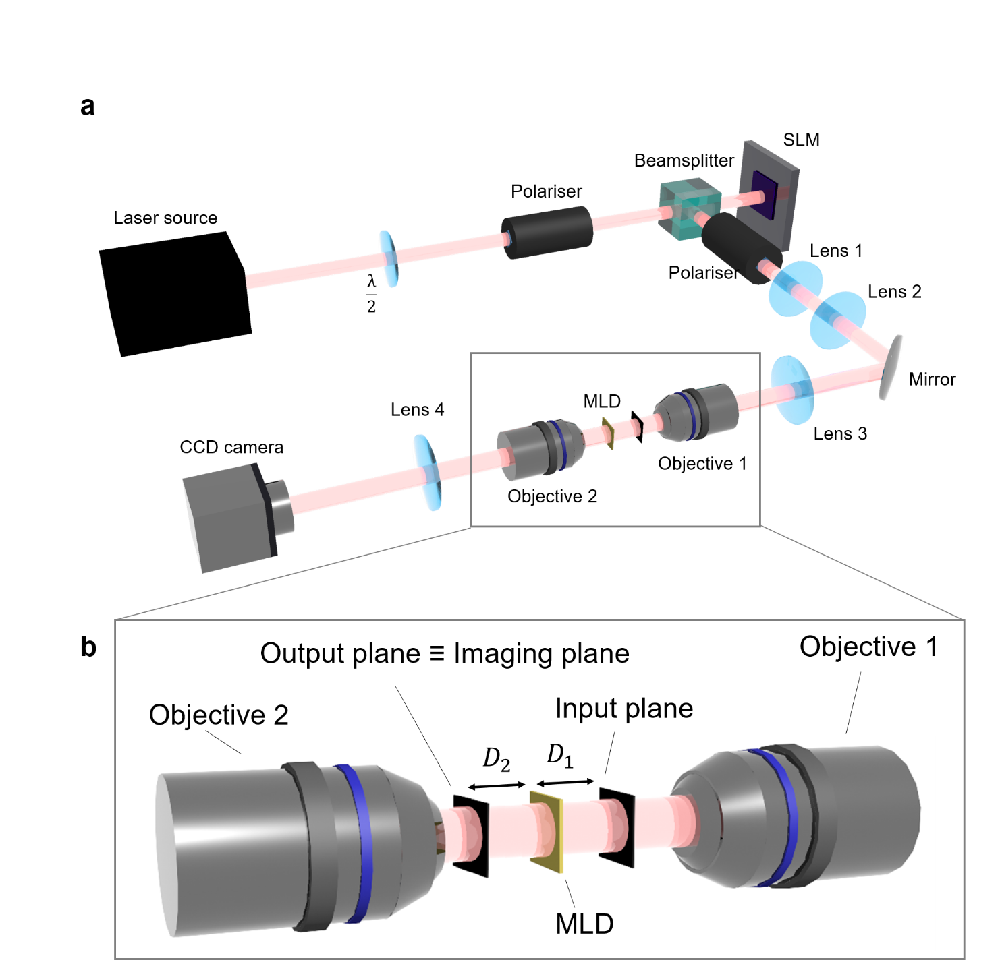 a
SLM
Beamsplitter
Polariser
Laser source
Lens 1
Polariser
λ
2
Lens 2
Mirror
MLD
Lens 4
Lens 3
CCD camera
Objective 1
Objective 2
b
Output plane ≡ Imaging plane
Objective 1
Input plane
Objective 2
D₂
D₁
MLD